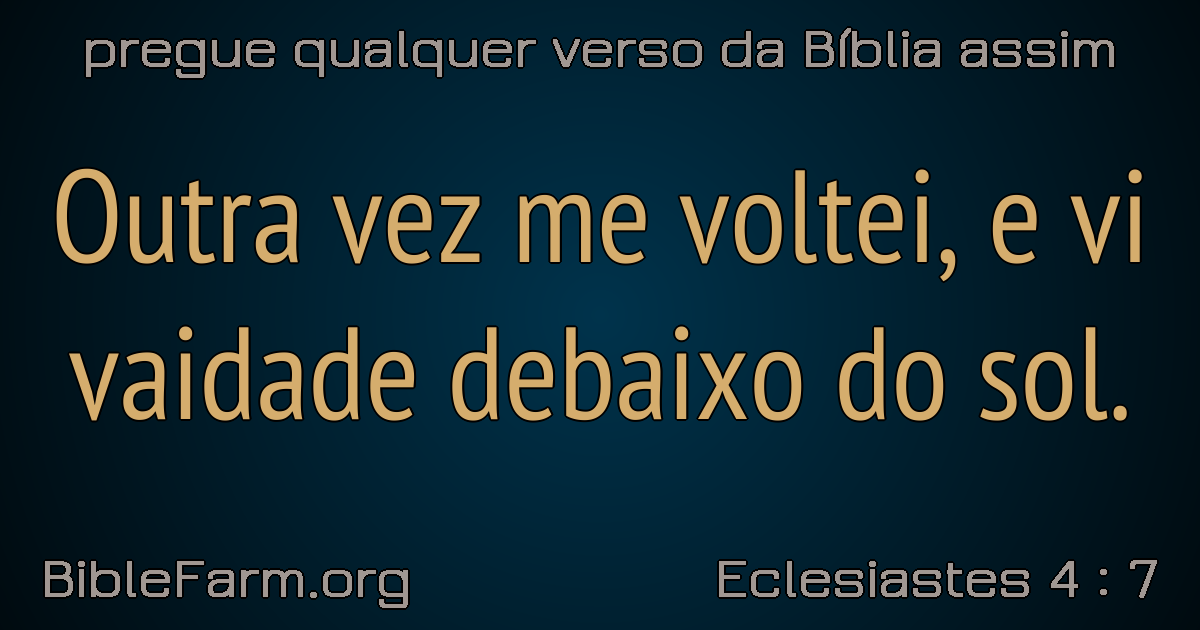 pregue qualquer verso da Bíblia assim
Outra vez me voltei, e vi
vaidade debaixo do sol.
BibleFarm.org
Eclesiastes 4 : 7